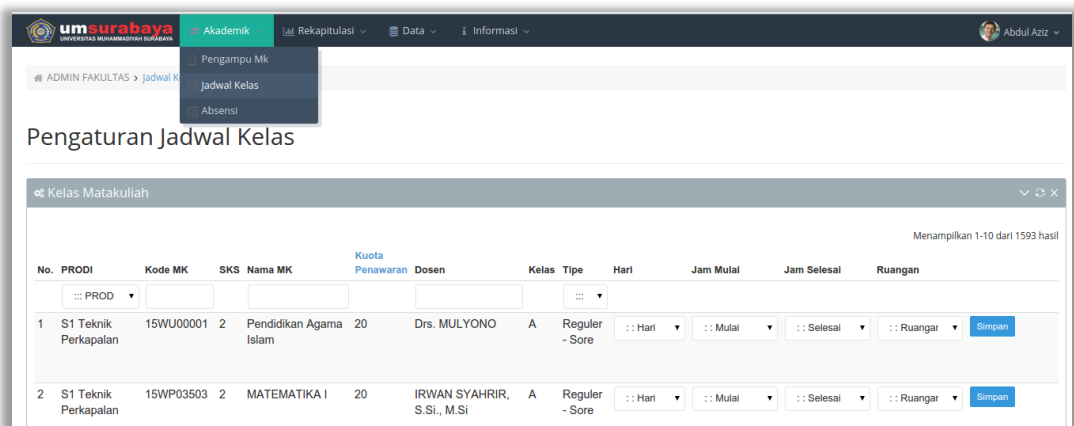 umsurabaya
UNIVERSITAS MUHAMMADIYAH SURABAYA
Akademik
Rekapitulasi
Data
Informasi
Abdul Aziz
Pengampu Mk
Jadwal Kelas
Absensi
ADMIN FAKULTAS > Jadwal K
Pengaturan Jadwal Kelas
Kelas Matakuliah
Menampilkan 1-10 dari 1593 hasil
No. PRODI Kode MK SKS Nama MK Kuota Penawaran Dosen Kelas Tipe Hari Jam Mulai Jam Selesai Ruangan
::: PRODI :::
1 S1 Teknik 15WU00001 2 Pendidikan Agama 20 Drs. MULYONO A Reguler : : Hari : : Mulai : : Selesai : : Ruangar Simpan
Perkapalan Islam - Sore
2 S1 Teknik 15WP03503 2 MATEMATIKA I 20 IRWAN SYAHRIR, A Reguler : : Hari : : Mulai : : Selesai : : Ruangar Simpan
Perkapalan S.Si., M.Si - Sore